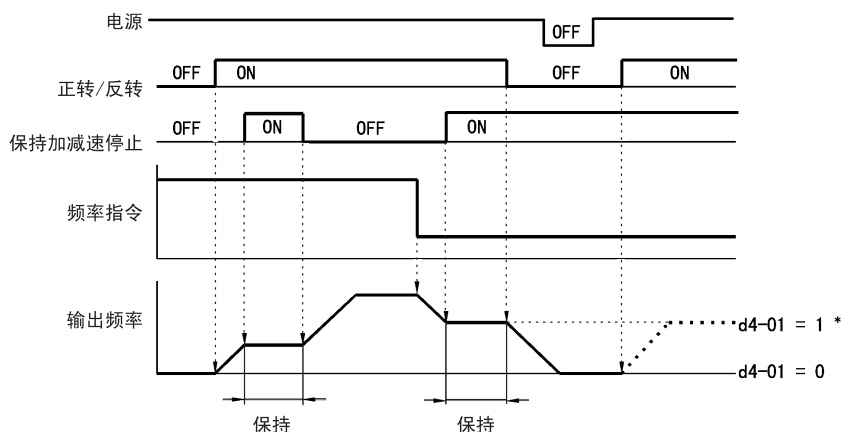 电源
OFF
正转/反转
OFF ON OFF ON
保持加减速停止
OFF ON OFF ON
频率指令
输出频率
d4-01 = 1 *
d4-01 = 0
保持 保持